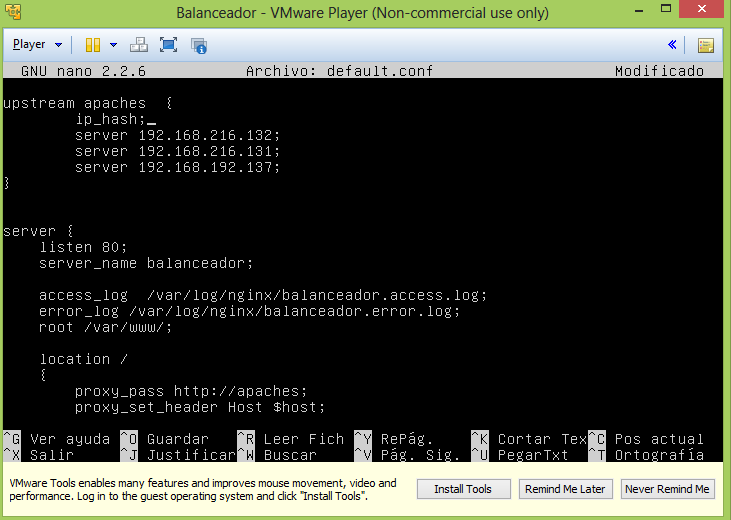 Balanceador - VMware Player (Non-commercial use only)
Player
GNU nano 2.2.6 Archivo: default.conf Modificado
upstream apaches {
ip_hash;_
server 192.168.216.132;
server 192.168.216.131;
server 192.168.192.137;
}
server {
listen 80;
server_name balanceador;
access_log /var/log/nginx/balanceador.access.log;
error_log /var/log/nginx/balanceador.error.log;
root /var/www/;
location /
{
proxy_pass http://apaches;
proxy_set_header Host $host;
^G Ver ayuda ^O Guardar ^R Leer Fich ^Y RePág. ^K Cortar Tex ^C Pos actual
^X Salir ^J Justificar ^W Buscar ^V Pág. Sig. ^U PegarTxt ^T Ortografía
VMware Tools enables many features and improves mouse movement, video and
performance. Log in to the guest operating system and click "Install Tools".
Install Tools Remind Me Later Never Remind Me